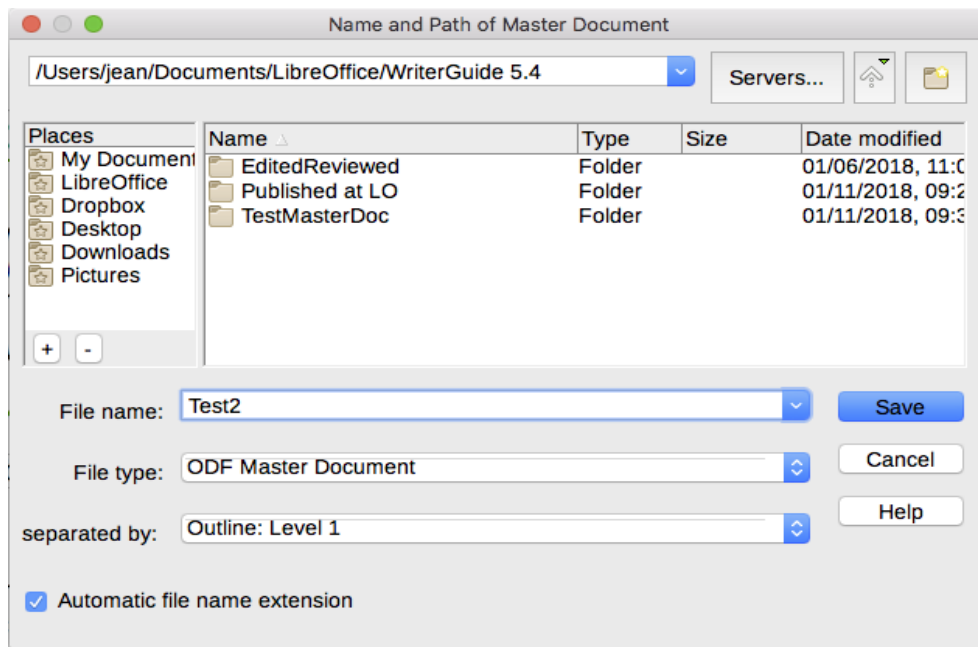 Name and Path of Master Document
/Users/jean/Documents/LibreOffice/WriterGuide 5.4
Servers...
Places
My Document
LibreOffice
Dropbox
Desktop
Downloads
Pictures
+ -
Name Type Size Date modified
EditedReviewed Folder 01/06/2018, 11:0
Published at LO Folder 01/11/2018, 09:2
TestMasterDoc Folder 01/11/2018, 09:3
File name: Test2 Save
File type: ODF Master Document Cancel
separated by: Outline: Level 1 Help
Automatic file name extension